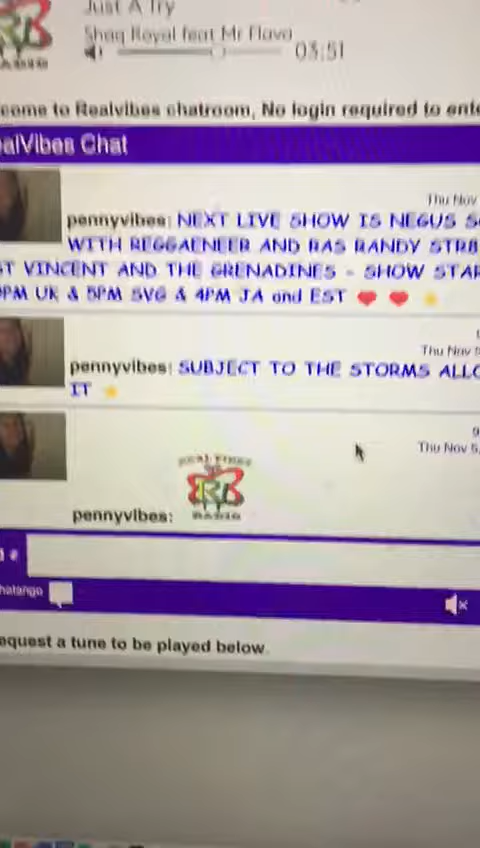 Just A Try
Shaq Royal feat Mr Flava
03:51
come to Realvibes chatroom, No login required to ente
alVibes Chat
Thu Nov
pennyvibes: NEXT LIVE SHOW IS NEGUS S
WITH REGGAENEER AND RAS RANDY STR8
ST VINCENT AND THE GRENADINES - SHOW STAR
PM UK & 5PM SVG & 4PM JA and EST
Thu Nov 5
pennyvibes: SUBJECT TO THE STORMS ALLO
IT
9
Thu Nov 5,
REAL VIBES
RADIO
pennyvibes:
hatango
equest a tune to be played below.